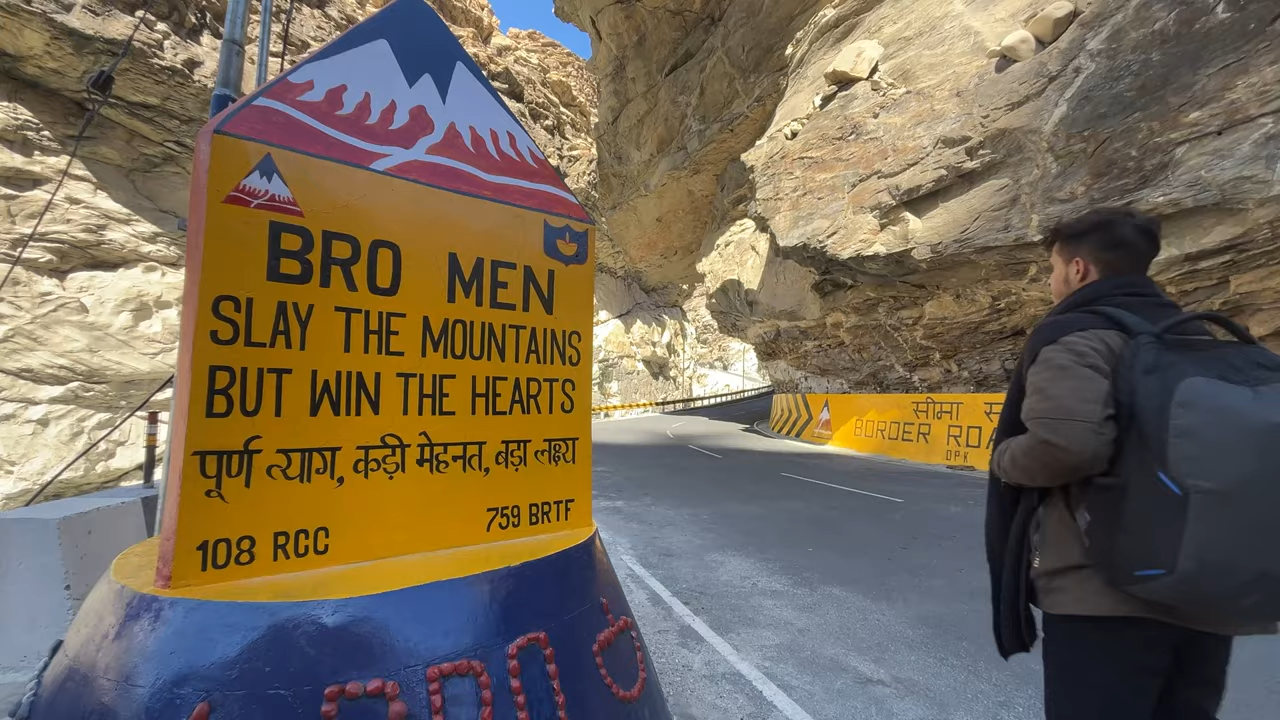 BRO MEN
SLAY THE MOUNTAINS
BUT WIN THE HEARTS
पूर्ण त्याग, कड़ी मेहनत, बड़ा लक्ष्य
759 BRTF
108 RCC
सीमा
BORDER
DPK